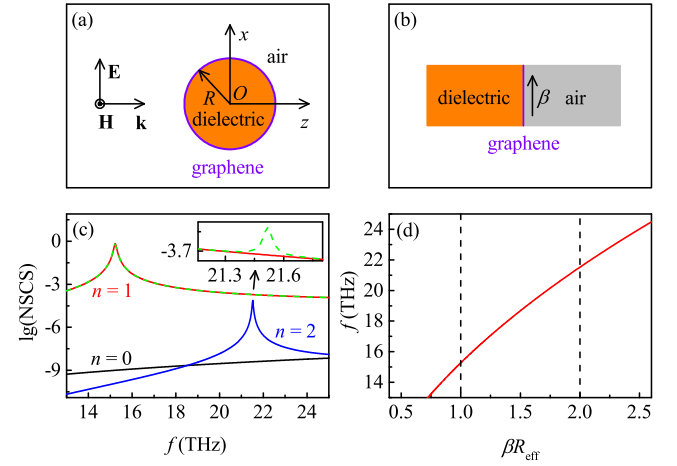 (a)
x
air
E
R
O
H
k
dielectric
z
graphene
(b)
dielectric
β
air
graphene
(c)
lg(NSCS)
0
-3
-6
-9
-3.7
21.3
21.6
n = 1
n = 2
n = 0
14
16
18
20
22
24
f (THz)
(d)
f (THz)
24
22
20
18
16
14
0.5
1.0
1.5
2.0
2.5
βR_eff